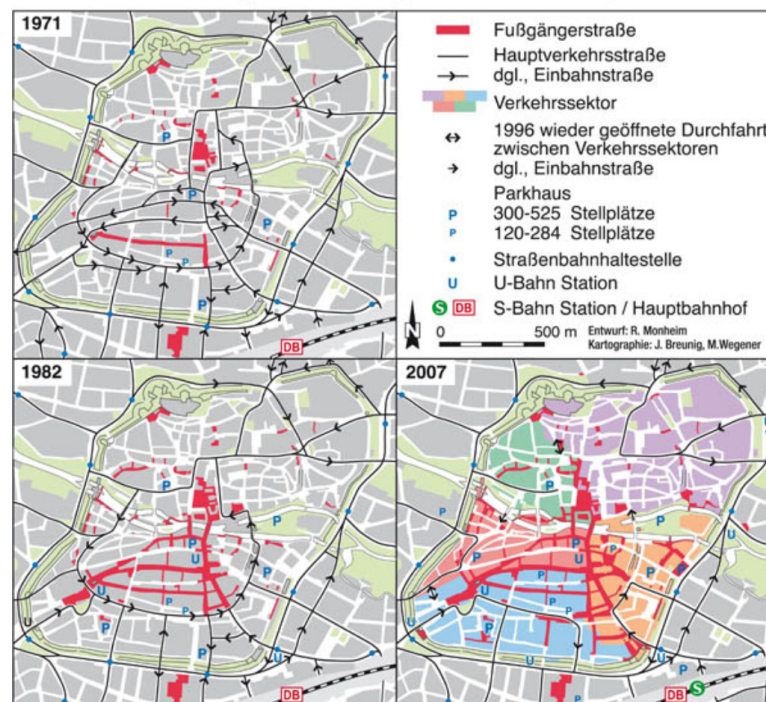 1971
Fußgängerstraße
Hauptverkehrsstraße
dgl., Einbahnstraße
Verkehrssektor
1996 wieder geöffnete Durchfahrt
zwischen Verkehrssektoren
dgl., Einbahnstraße
Parkhaus
P 300-525 Stellplätze
P 120-284 Stellplätze
Straßenbahnhaltestelle
U U-Bahn Station
S DB S-Bahn Station / Hauptbahnhof
N 0 500 m
Entwurf: R. Monheim
Kartographie: J. Breunig, M.Wegener
P
P
P
P
P
P
DB
1982
P
P
U
P
U
P
P
P
U
P
U
DB
2007
P
P
P
P
P
U
P
U
P
P
U
P
P
P
P
U
U
P
P
DB S